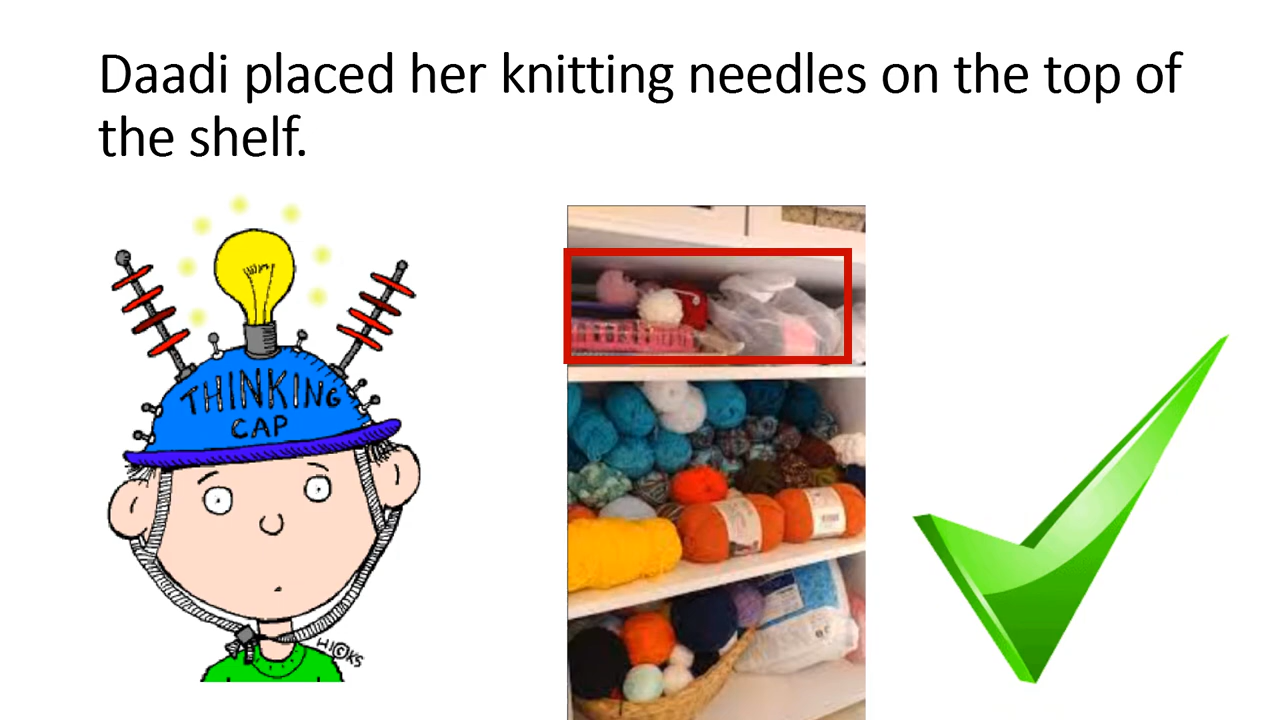 Daadi placed her knitting needles on the top of
the shelf.
THINKING
CAP
HICKS